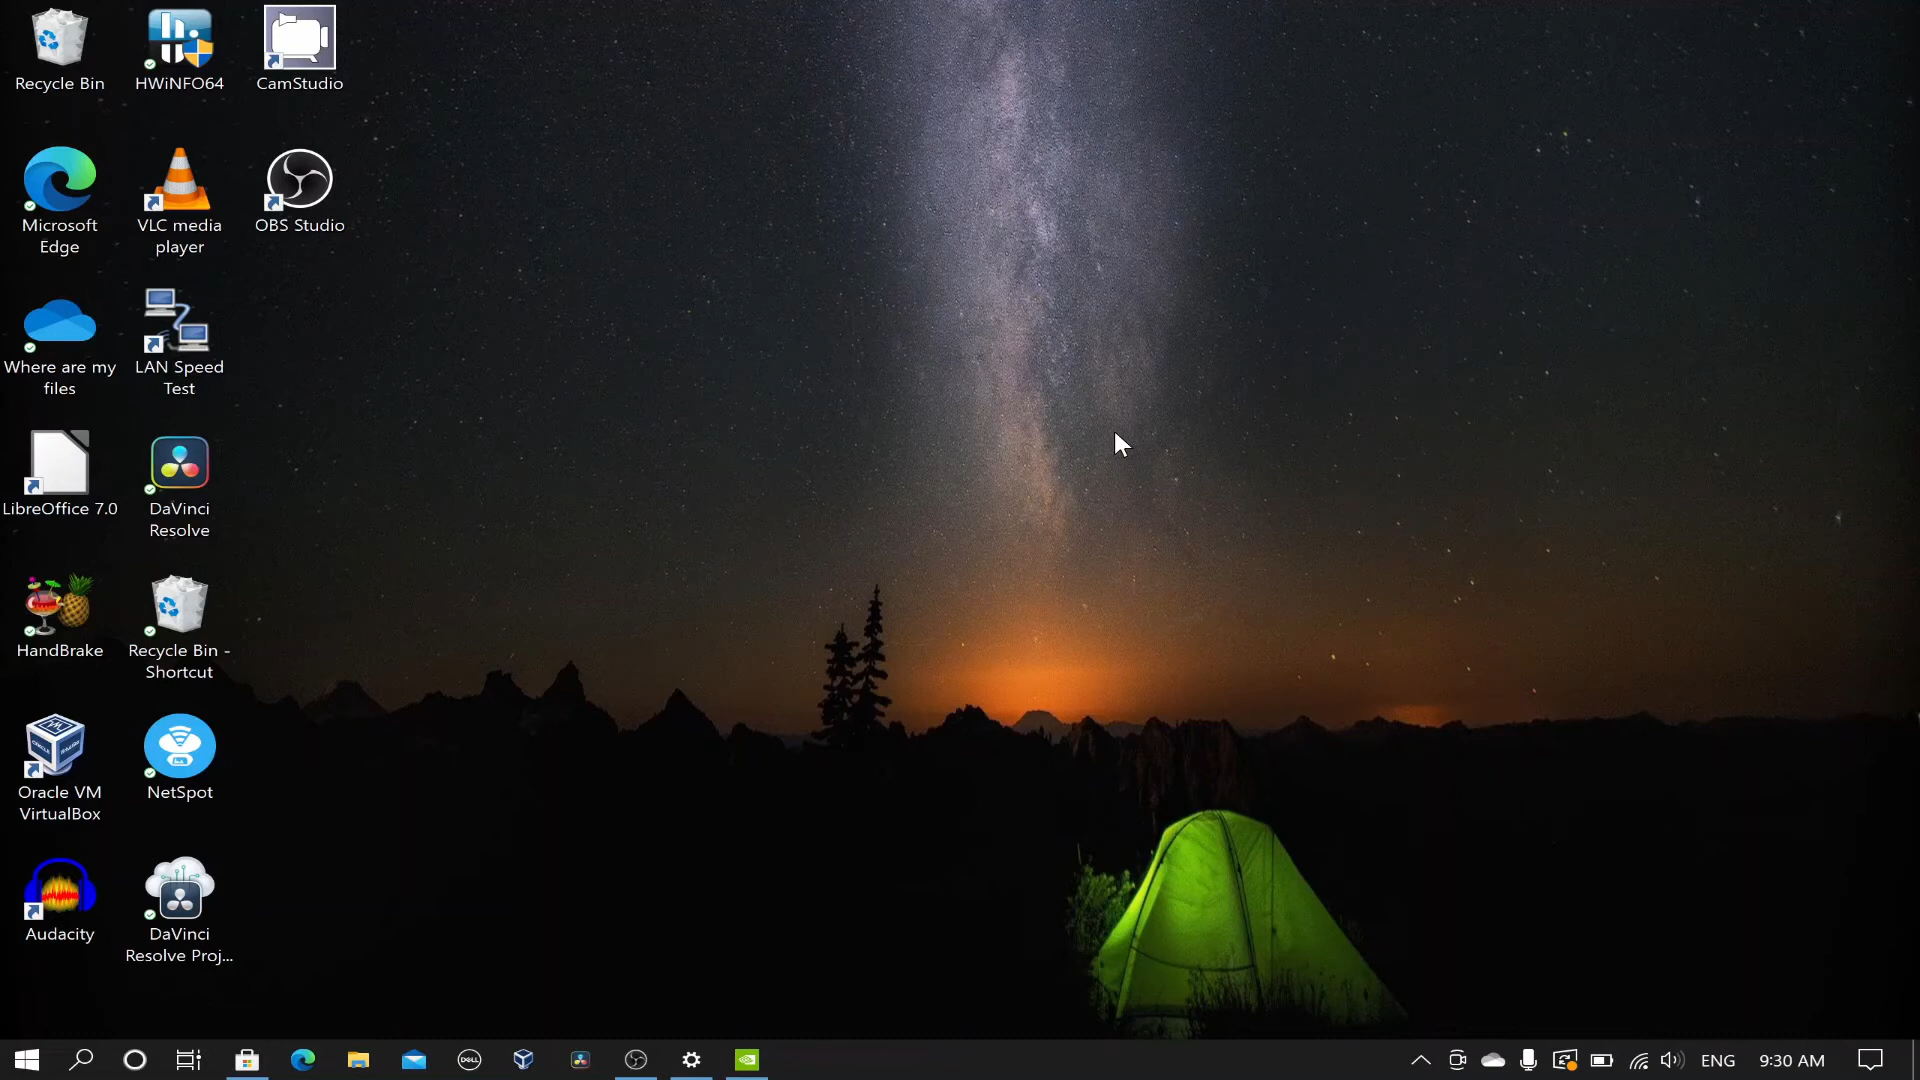 Recycle Bin
HWiNFO64
CamStudio
Microsoft
Edge
VLC media
player
OBS Studio
Where are my
files
LAN Speed
Test
LibreOffice 7.0
DaVinci
Resolve
HandBrake
Recycle Bin -
Shortcut
Oracle VM
VirtualBox
NetSpot
Audacity
DaVinci
Resolve Proj...
DELL
ENG
9:30 AM